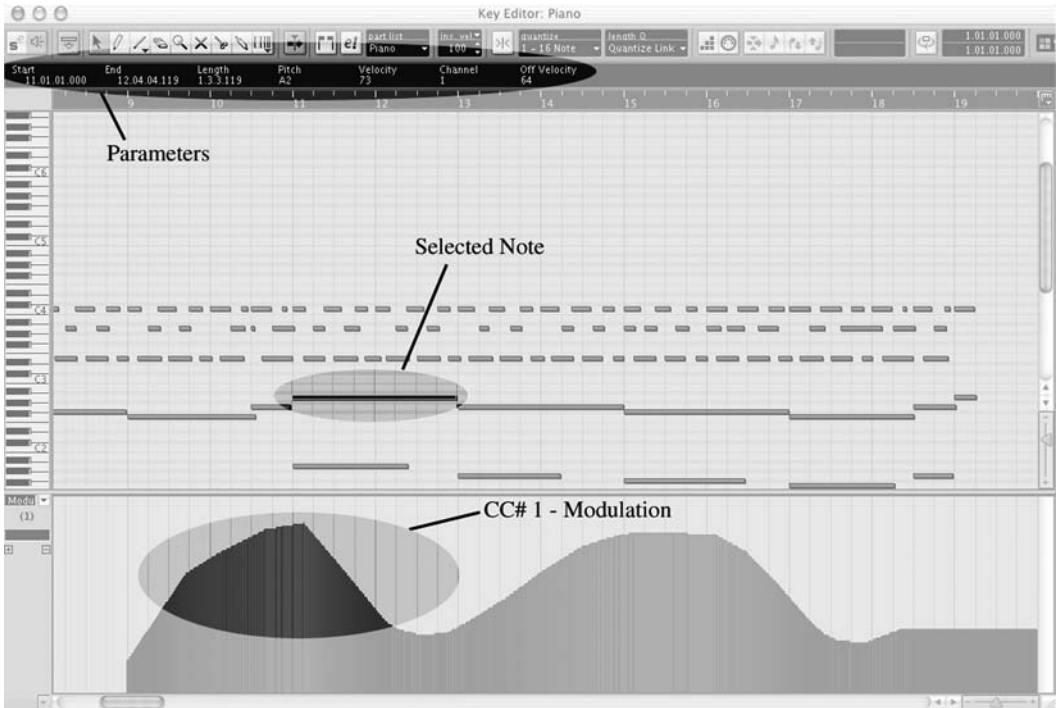 Key Editor: Piano
part list
ins. vel.
quantize
length Q
Piano
100
1 - 16 Note
Quantize Link
1.01.01.000
1.01.01.000
Start End Length Pitch Velocity Channel Off Velocity
11.01.01.000 12.04.04.119 1.3.3.119 A2 73 1 64
9 10 11 12 13 14 15 16 17 18 19
Parameters
C6
C5
Selected Note
C4
C3
C2
Modu
(1)
CC# 1 - Modulation